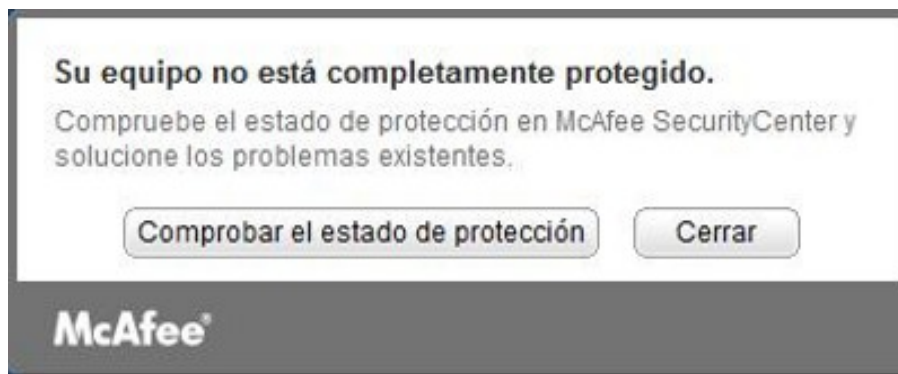 Su equipo no está completamente protegido.
Compruebe el estado de protección en McAfee SecurityCenter y
solucione los problemas existentes.
Comprobar el estado de protección
Cerrar
McAfee®